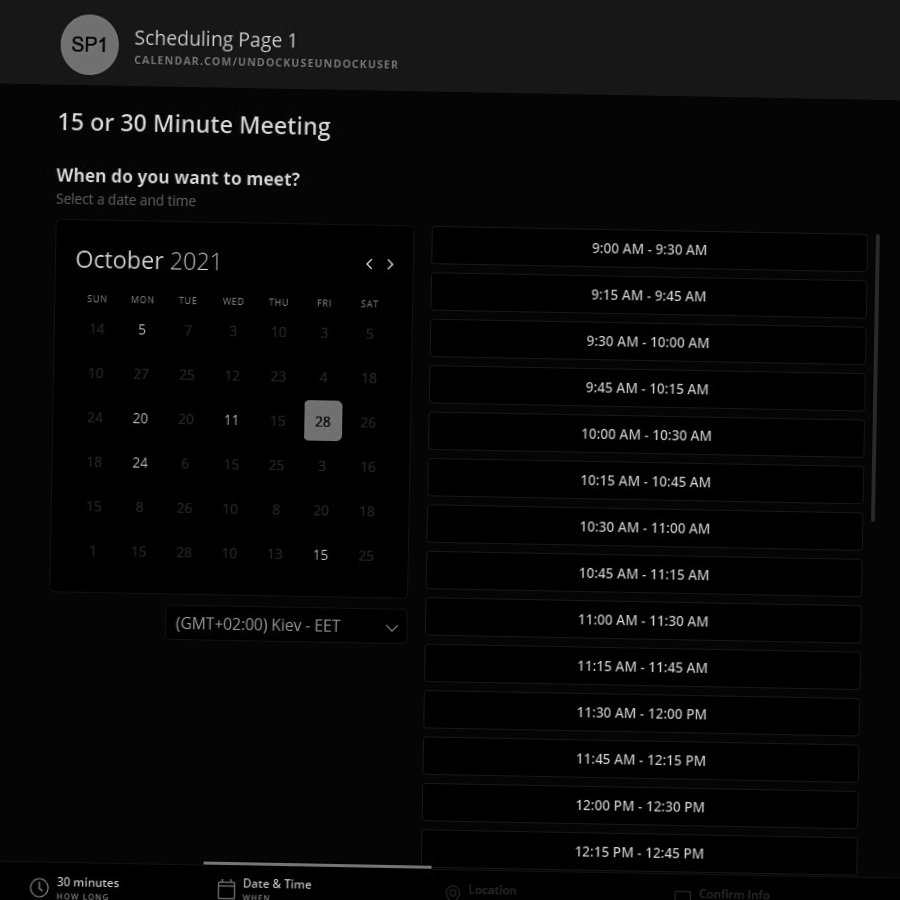 SP1
Scheduling Page 1
CALENDAR.COM/UNDOCKUSEUNDOCKUSER
15 or 30 Minute Meeting
When do you want to meet?
Select a date and time
October 2021
SUN MON TUE WED THU FRI SAT
14 5 7 3 10 3 5
10 27 25 12 23 4 18
24 20 20 11 15 28 26
18 24 6 15 25 3 16
15 8 26 10 8 20 18
1 15 28 10 13 15 25
(GMT+02:00) Kiev - EET
9:00 AM - 9:30 AM
9:15 AM - 9:45 AM
9:30 AM - 10:00 AM
9:45 AM - 10:15 AM
10:00 AM - 10:30 AM
10:15 AM - 10:45 AM
10:30 AM - 11:00 AM
10:45 AM - 11:15 AM
11:00 AM - 11:30 AM
11:15 AM - 11:45 AM
11:30 AM - 12:00 PM
11:45 AM - 12:15 PM
12:00 PM - 12:30 PM
12:15 PM - 12:45 PM
30 minutes
HOW LONG
Date & Time
WHEN
Location
Confirm Info